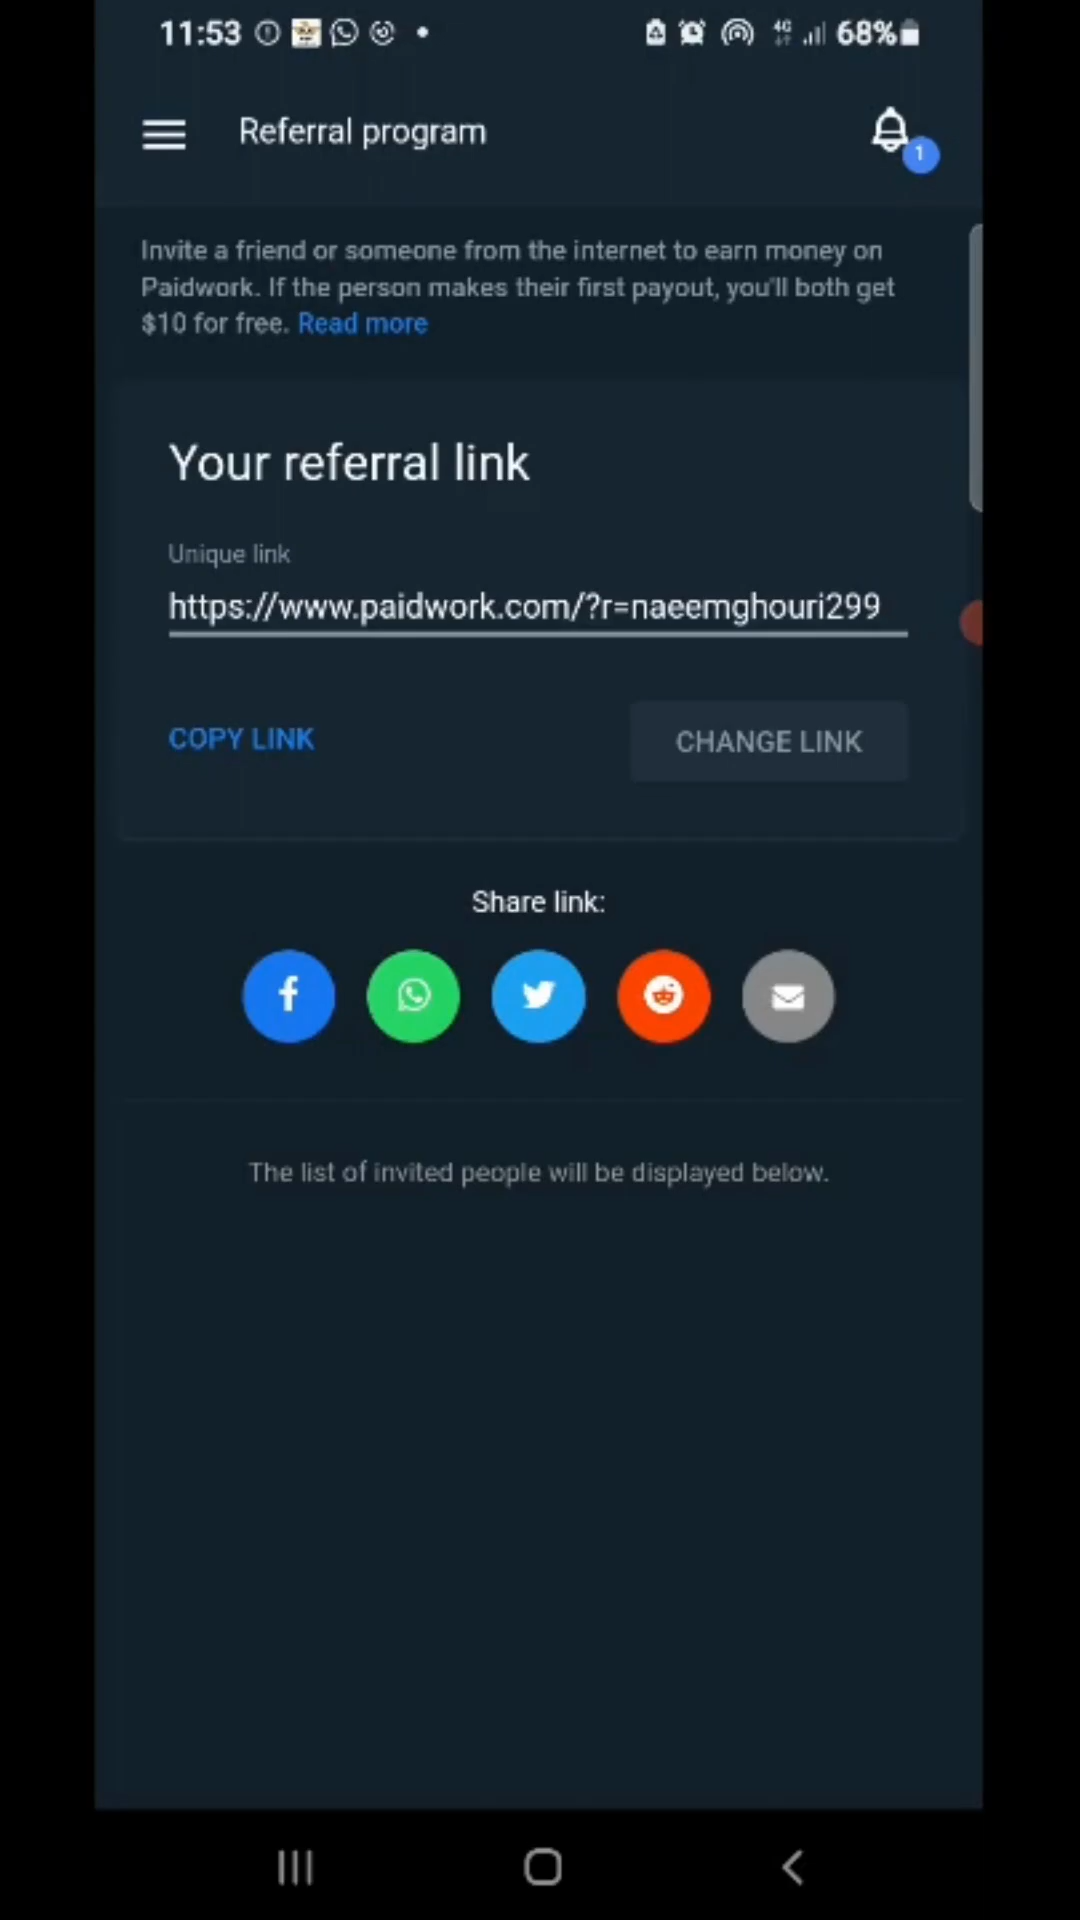 11:53 4G 68%
Referral program
1
Invite a friend or someone from the internet to earn money on
Paidwork. If the person makes their first payout, you'll both get
$10 for free. Read more
Your referral link
Unique link
https://www.paidwork.com/?r=naeemghouri299
COPY LINK
CHANGE LINK
Share link:
The list of invited people will be displayed below.